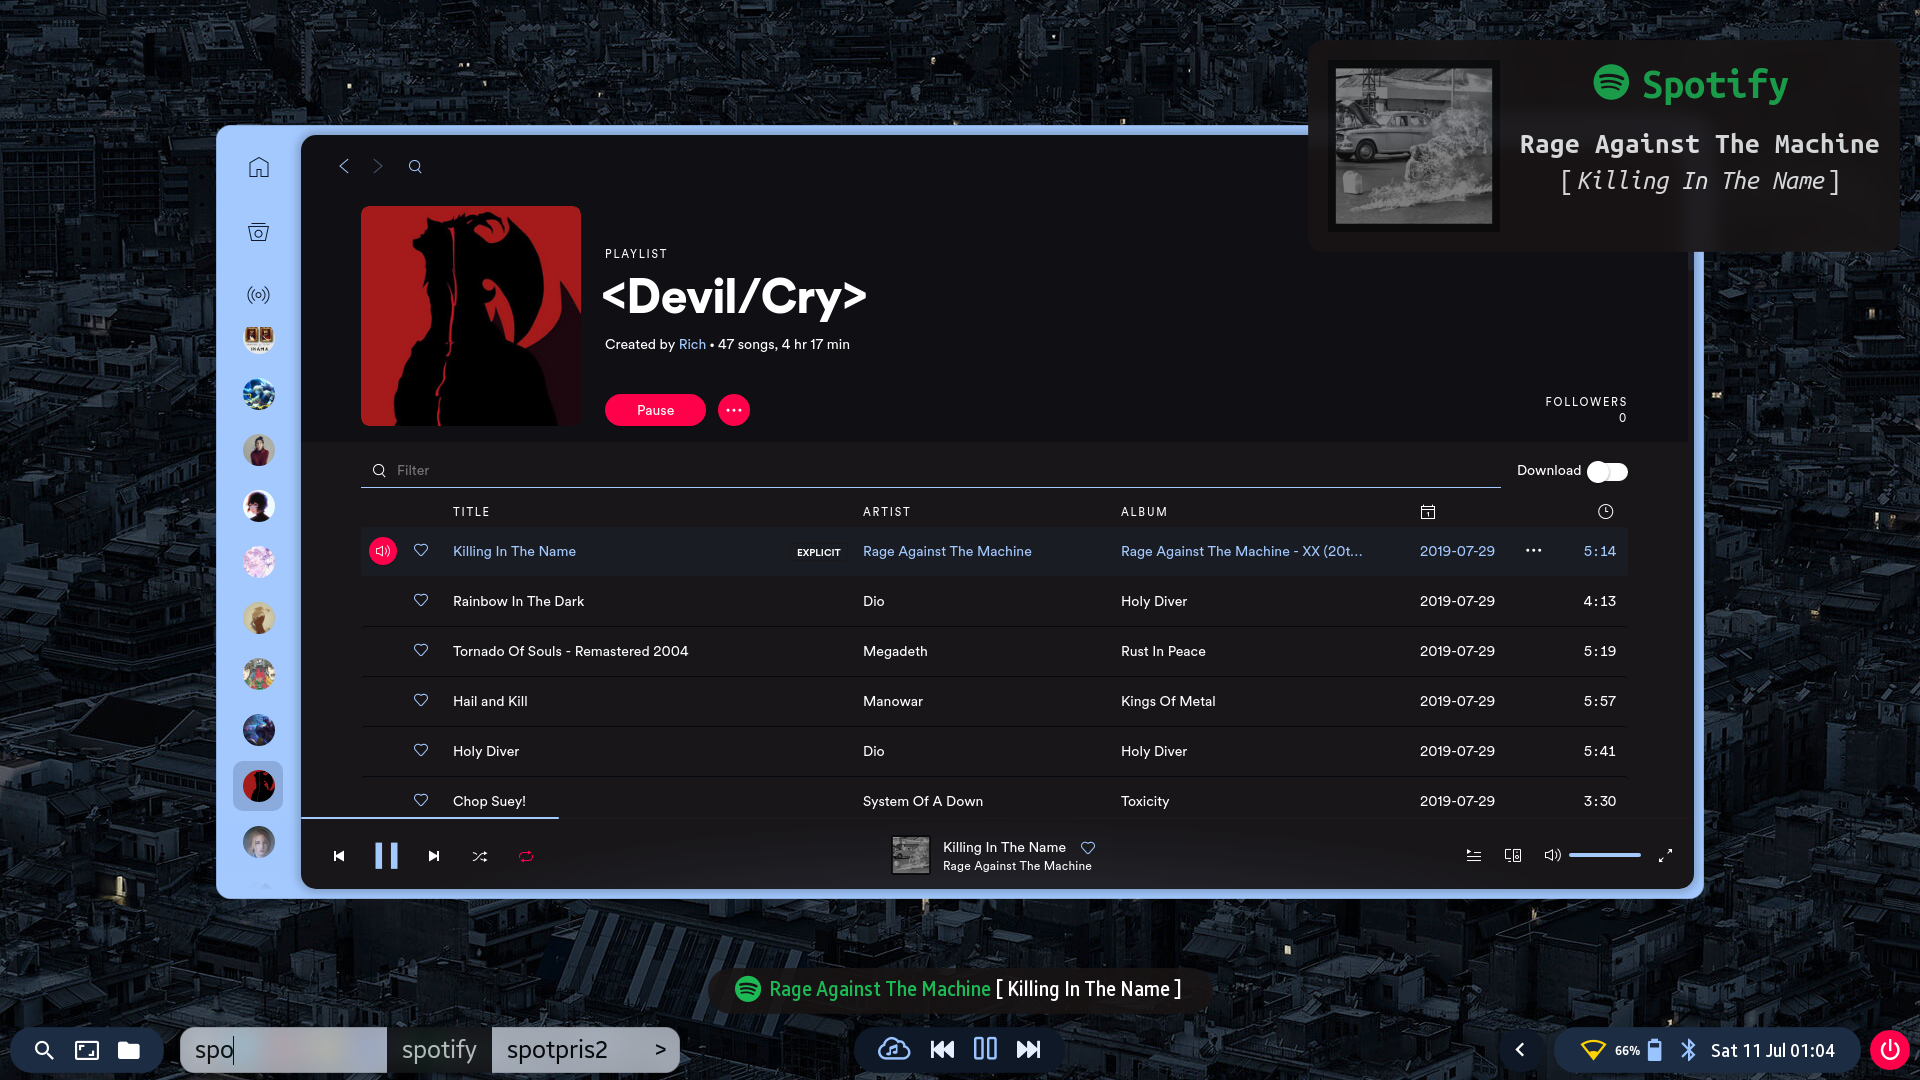 Spotify
Rage Against The Machine
[ Killing In The Name ]
PLAYLIST
<Devil/Cry>
Created by Rich • 47 songs, 4 hr 17 min
Pause
FOLLOWERS
0
Filter
Download
TITLE ARTIST ALBUM
Killing In The Name EXPLICIT Rage Against The Machine Rage Against The Machine - XX (20t... 2019-07-29 5:14
Rainbow In The Dark Dio Holy Diver 2019-07-29 4:13
Tornado Of Souls - Remastered 2004 Megadeth Rust In Peace 2019-07-29 5:19
Hail and Kill Manowar Kings Of Metal 2019-07-29 5:57
Holy Diver Dio Holy Diver 2019-07-29 5:41
Chop Suey! System Of A Down Toxicity 2019-07-29 3:30
Killing In The Name
Rage Against The Machine
Rage Against The Machine [ Killing In The Name ]
spo spotify spotpris2 >
66% Sat 11 Jul 01:04